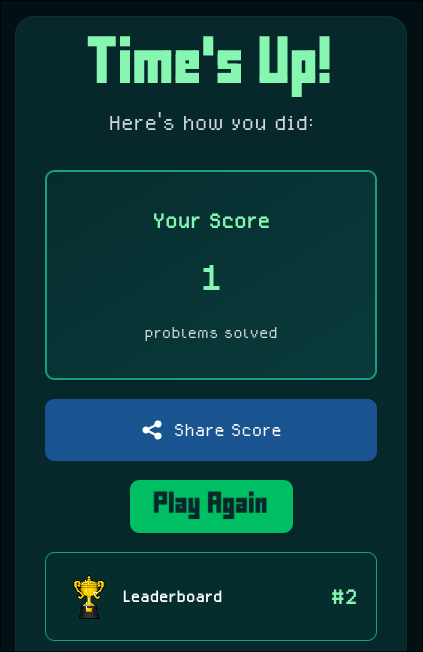 Time's Up!
Here's how you did:
Your Score
1
problems solved
Share Score
Play Again
Leaderboard #2